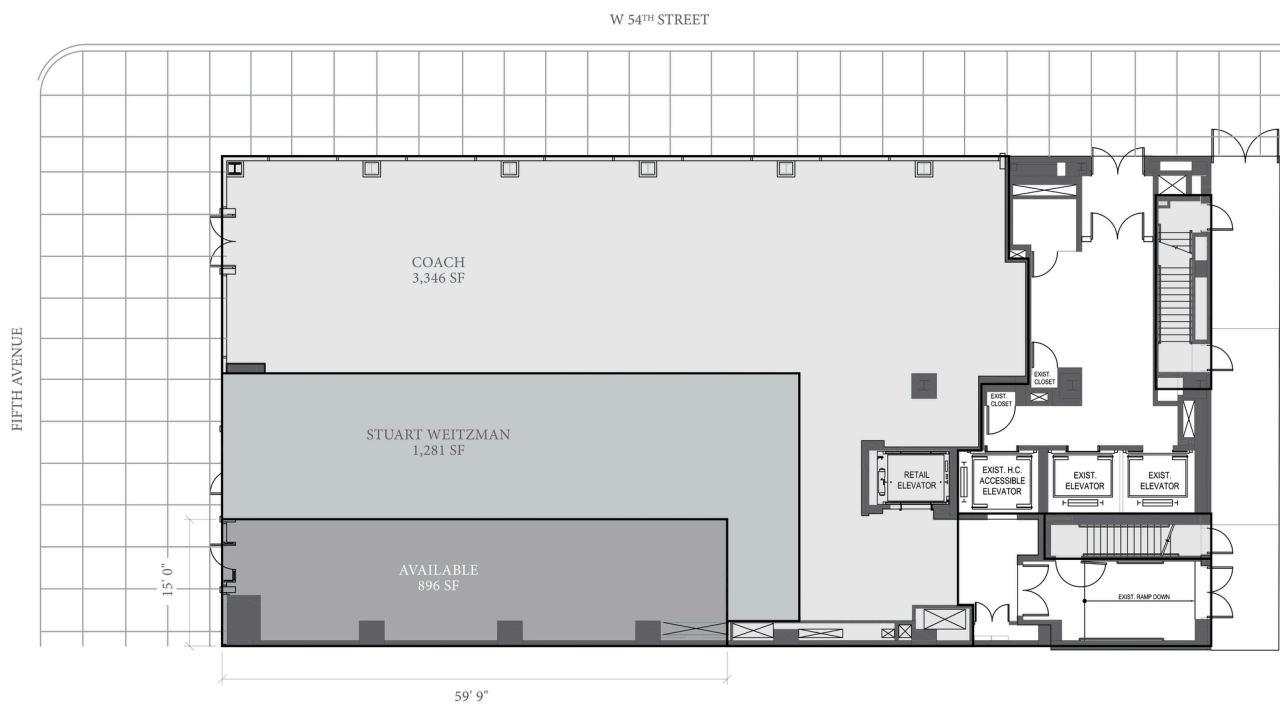 W 54TH STREET
FIFTH AVENUE
COACH
3,346 SF
EXIST.
CLOSET
EXIST.
CLOSET
STUART WEITZMAN
1,281 SF
RETAIL
ELEVATOR
EXIST. H.C.
ACCESSIBLE
ELEVATOR
EXIST.
ELEVATOR
EXIST.
ELEVATOR
AVAILABLE
896 SF
15' 0"
EXIST. RAMP DOWN
59' 9"